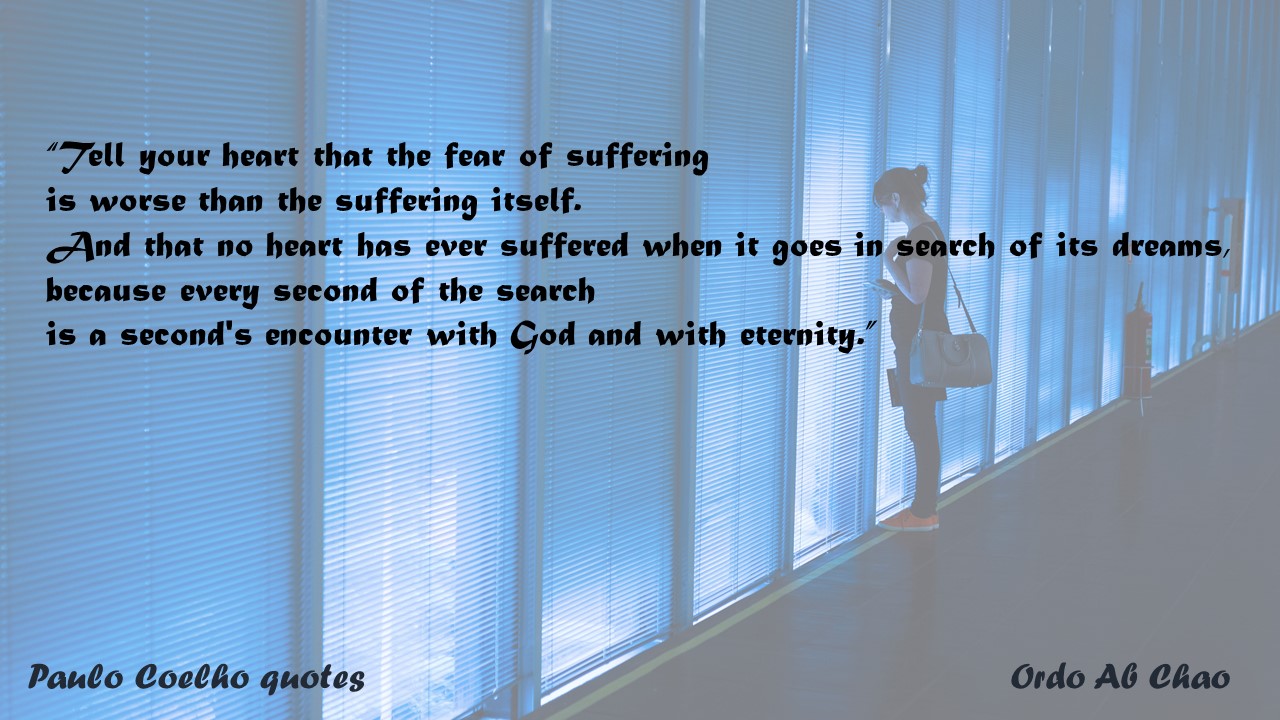 “Tell your heart that the fear of suffering
is worse than the suffering itself.
And that no heart has ever suffered when it goes in search of its dreams,
because every second of the search
is a second's encounter with God and with eternity.”
Paulo Coelho quotes
Ordo Ab Chao